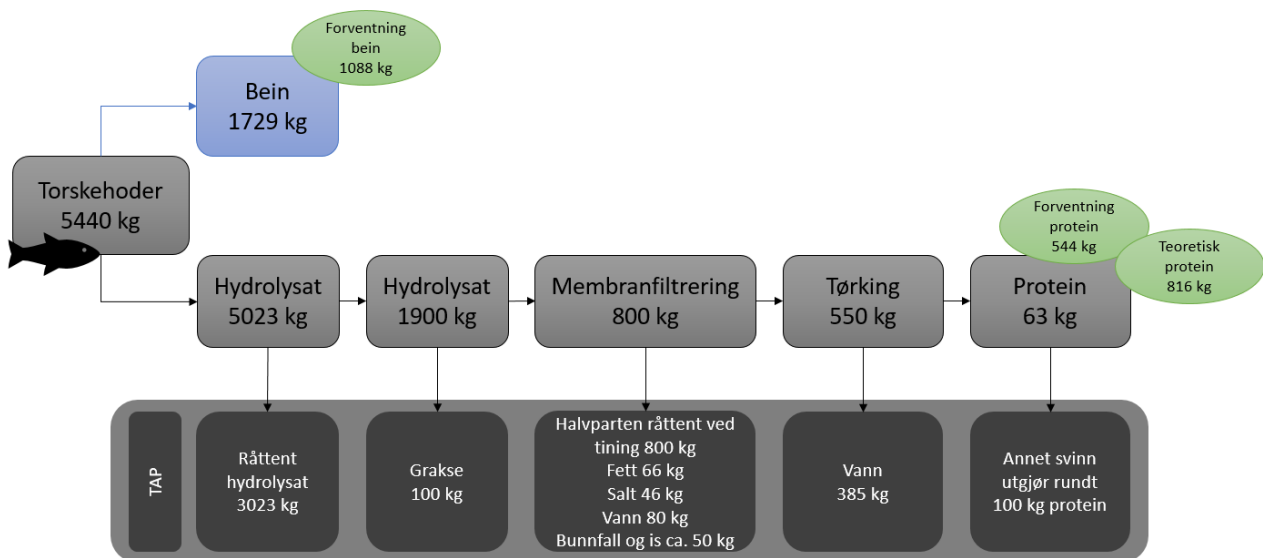 Forventning
bein
1088 kg
Bein
1729 kg
Torskehoder
5440 kg
Forventning
protein
544 kg
Teoretisk
protein
816 kg
Hydrolysat
5023 kg
Hydrolysat
1900 kg
Membranfiltrering
800 kg
Tørking
550 kg
Protein
63 kg
TAP
Råttent
hydrolysat
3023 kg
Grakse
100 kg
Halvparten råttent ved
tining 800 kg
Fett 66 kg
Salt 46 kg
Vann 80 kg
Bunnfall og is ca. 50 kg
Vann
385 kg
Annet svinn
utgjør rundt
100 kg protein